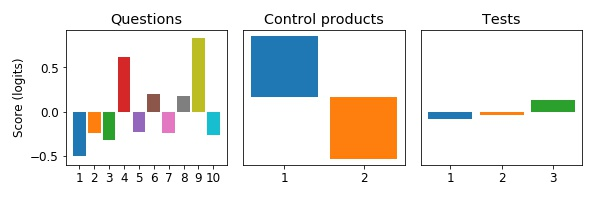 Questions
Control products
Tests
Score (logits)
0.5
0.0
−0.5
1 2 3 4 5 6 7 8 9 10
1 2
1 2 3